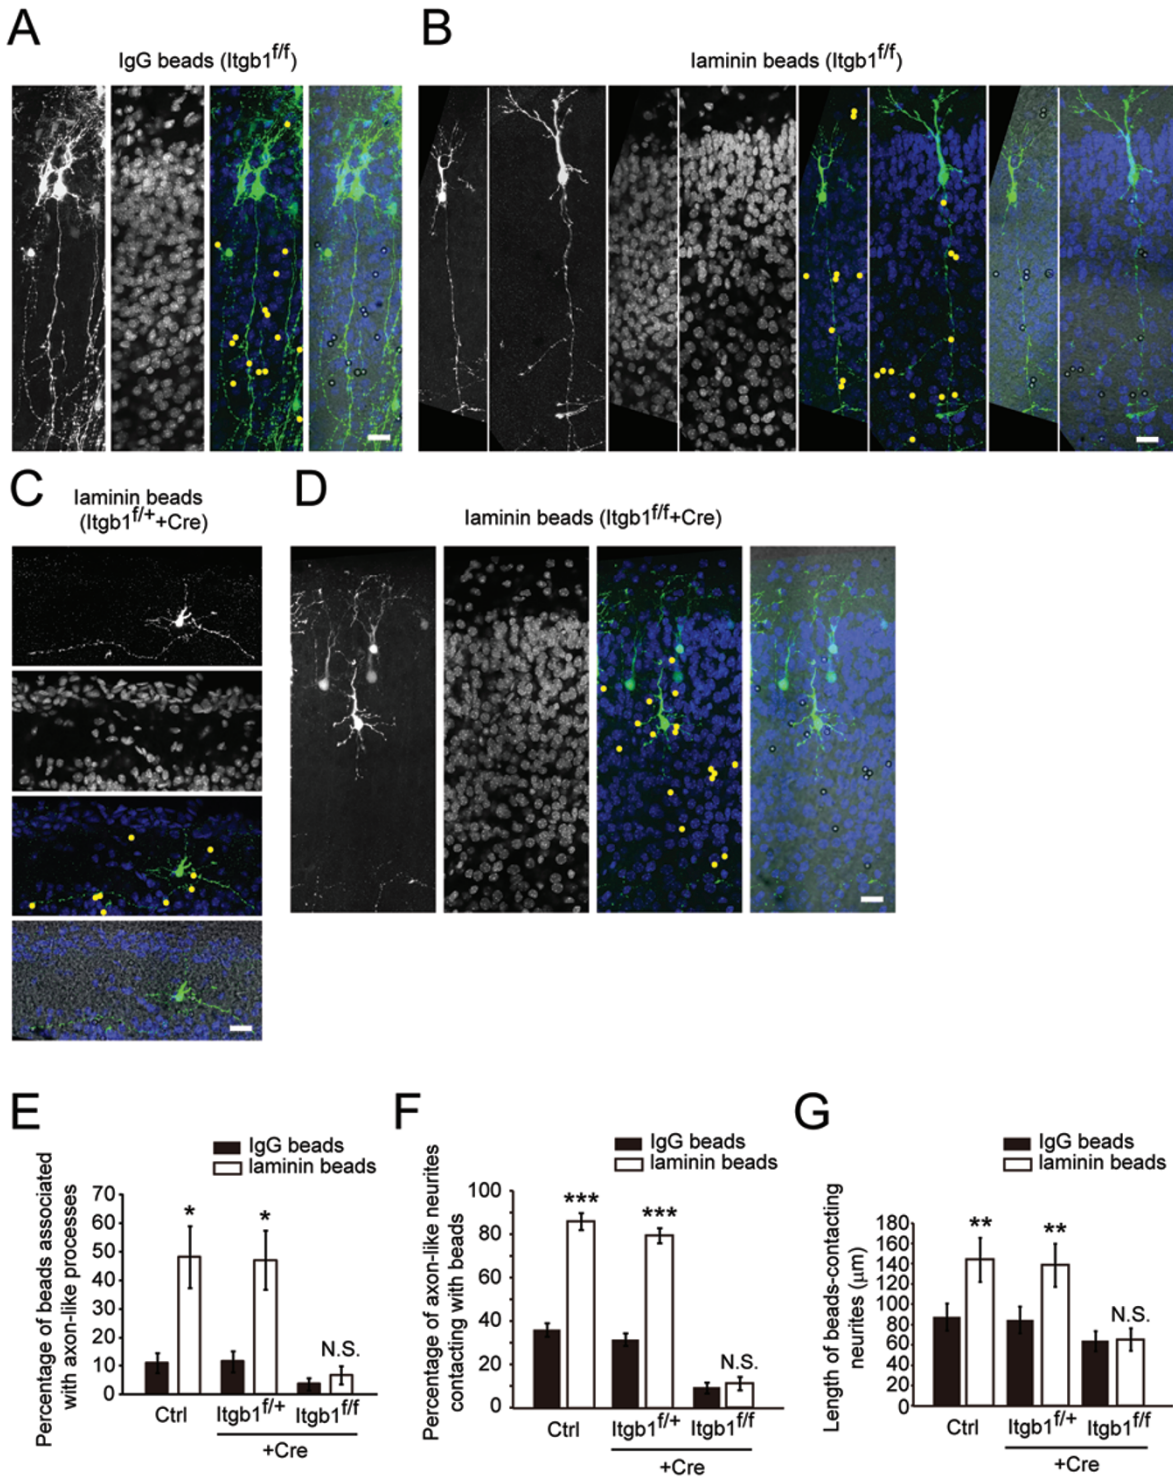 A
IgG beads (Itgb1f/f)
B
laminin beads (Itgb1f/f)
C
laminin beads
(Itgb1f/++Cre)
D
laminin beads (Itgb1f/f+Cre)
E
IgG beads
laminin beads
Percentage of beads associated
with axon-like processes
70
60
50
40
30
20
10
0
*
*
N.S.
Ctrl
Itgb1f/+
Itgb1f/f
+Cre
F
IgG beads
laminin beads
Percentage of axon-like neurites
contacting with beads
100
80
60
40
20
0
***
***
N.S.
Ctrl
Itgb1f/+
Itgb1f/f
+Cre
G
IgG beads
laminin beads
Length of beads-contacting
neurites (μm)
180
160
140
120
100
80
60
40
20
0
**
**
N.S.
Ctrl
Itgb1f/+
Itgb1f/f
+Cre